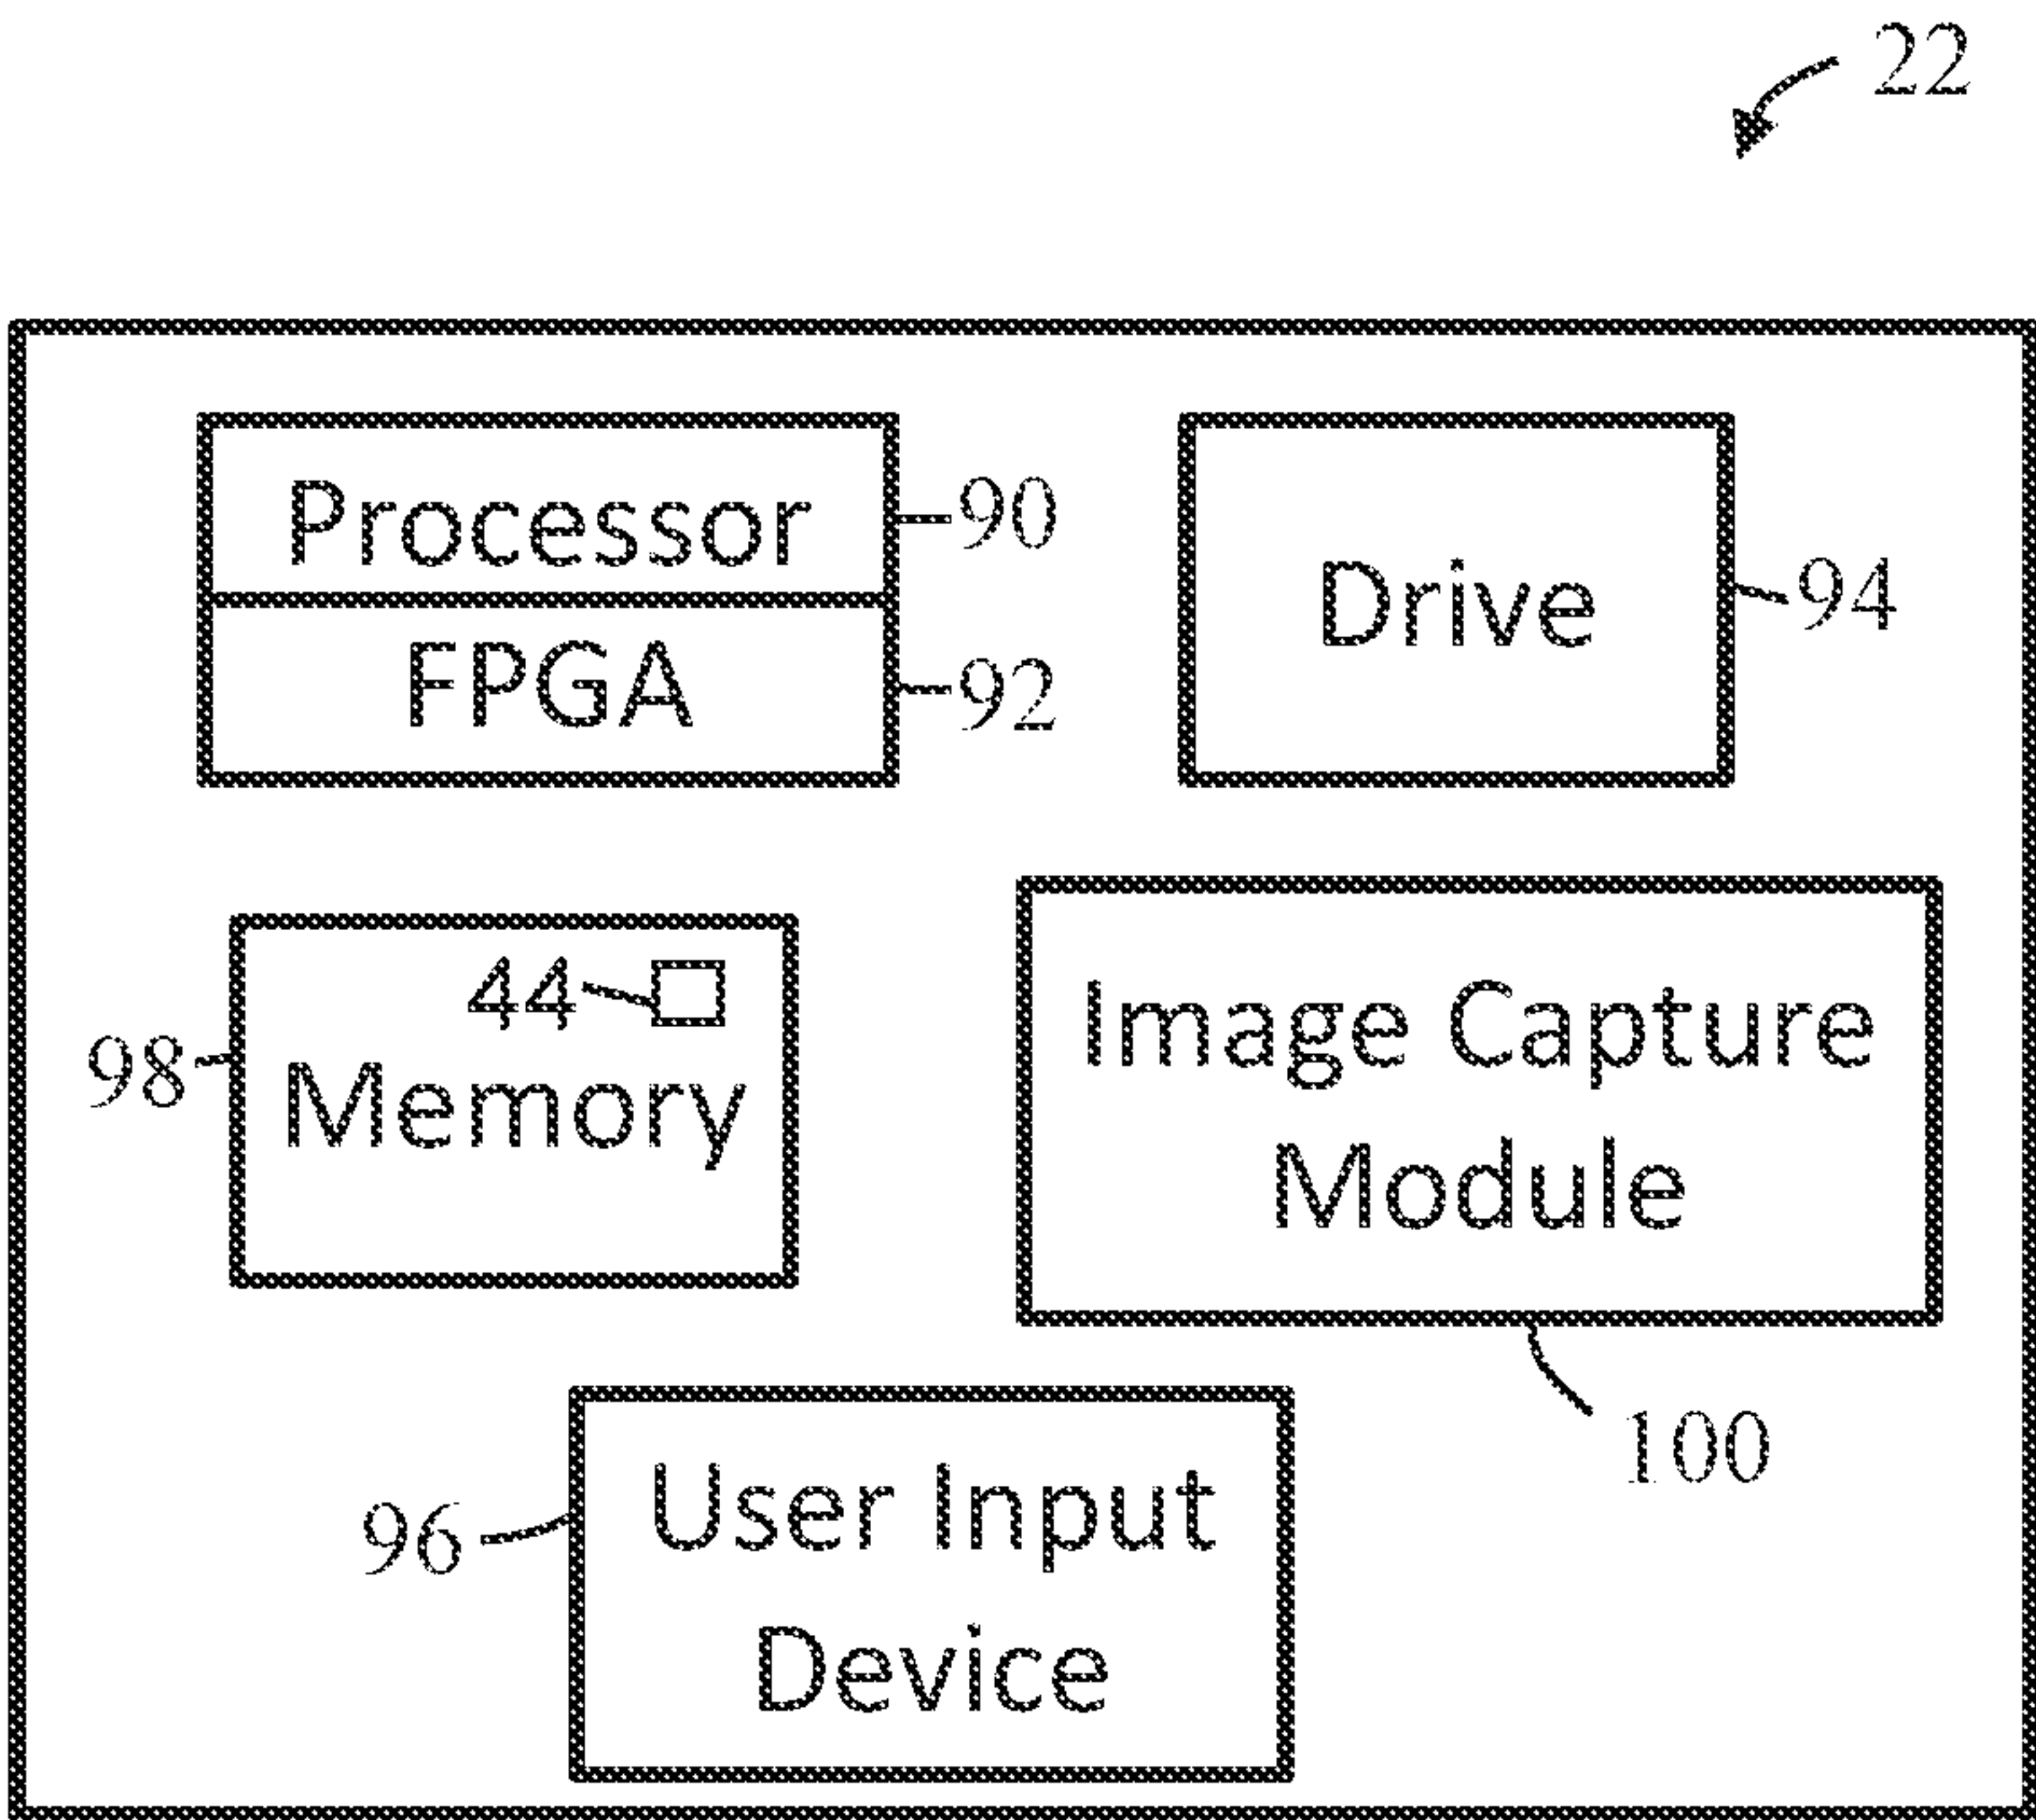 22
Processor
90
FPGA
92
Drive
94
44
98
Memory
Image Capture
Module
100
96
User Input
Device